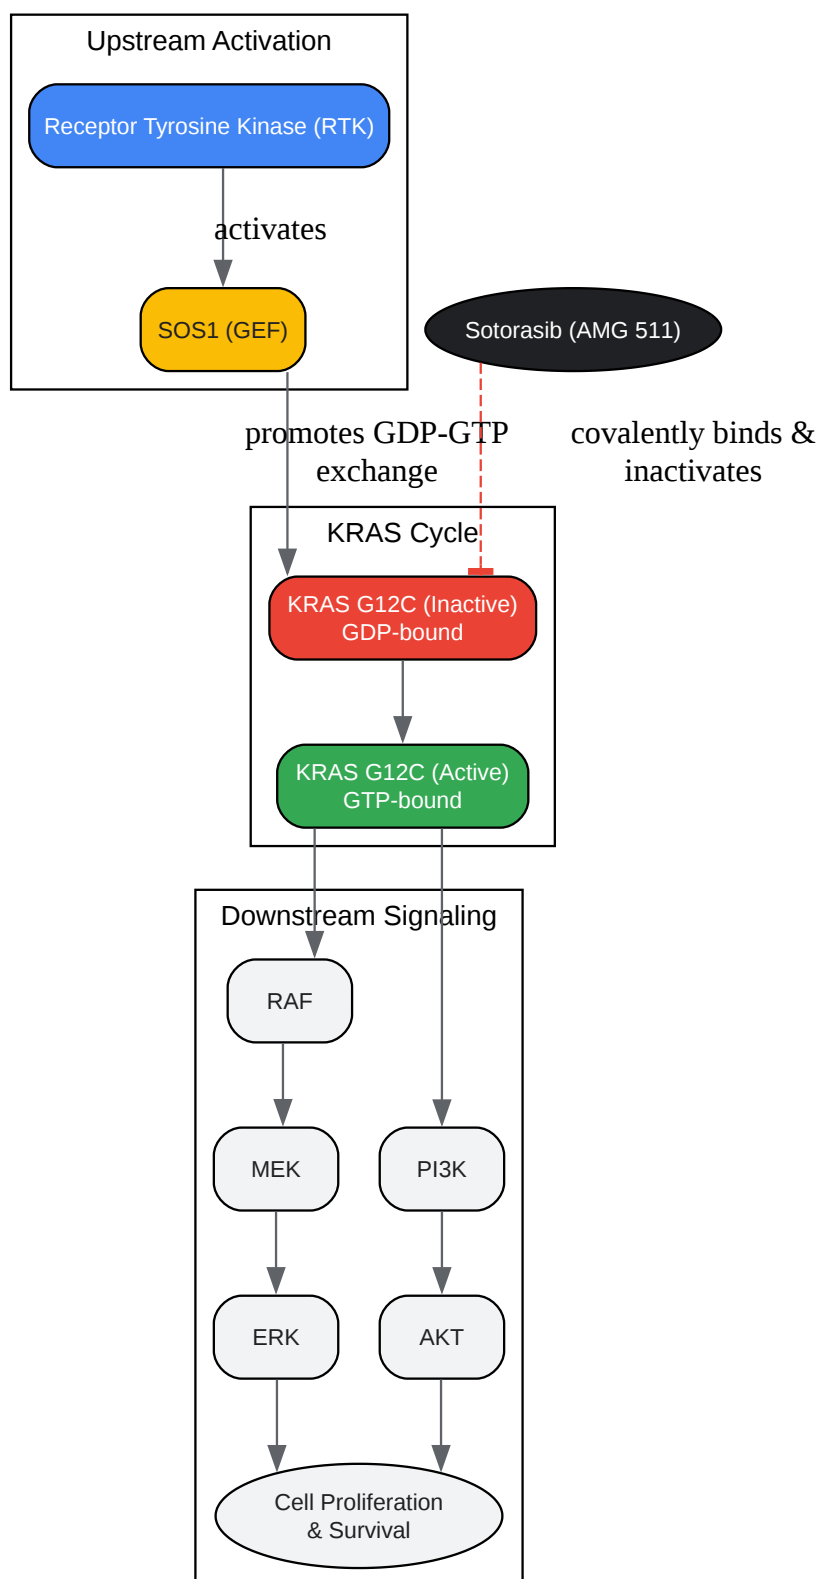 Upstream Activation
Receptor Tyrosine Kinase (RTK)
activates
SOS1 (GEF)
Sotorasib (AMG 511)
promotes GDP-GTP
exchange
covalently binds &
inactivates
KRAS Cycle
KRAS G12C (Inactive)
GDP-bound
KRAS G12C (Active)
GTP-bound
Downstream Signaling
RAF
MEK
PI3K
ERK
AKT
Cell Proliferation
& Survival